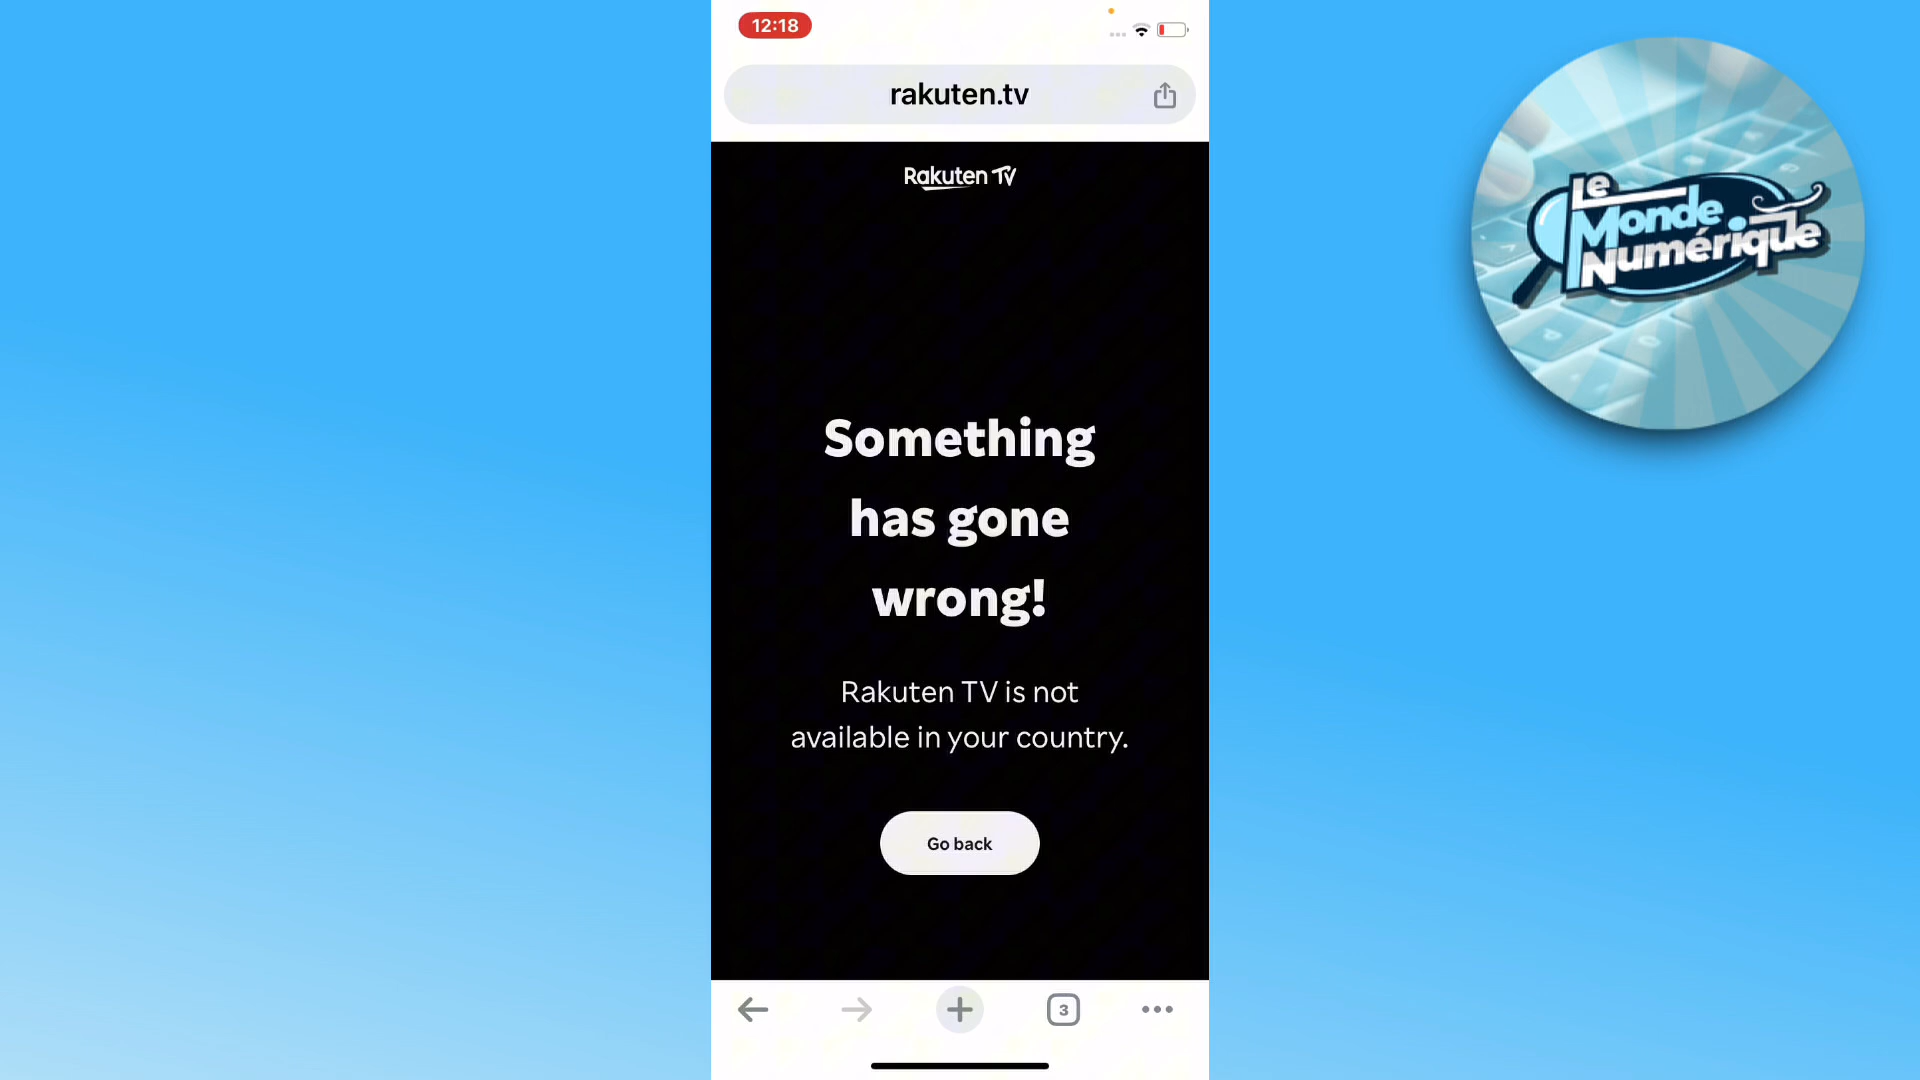 12:18
rakuten.tv
Rakuten TV
Le
Monde
Numérique
Something
has gone
wrong!
Rakuten TV is not
available in your country.
Go back
3